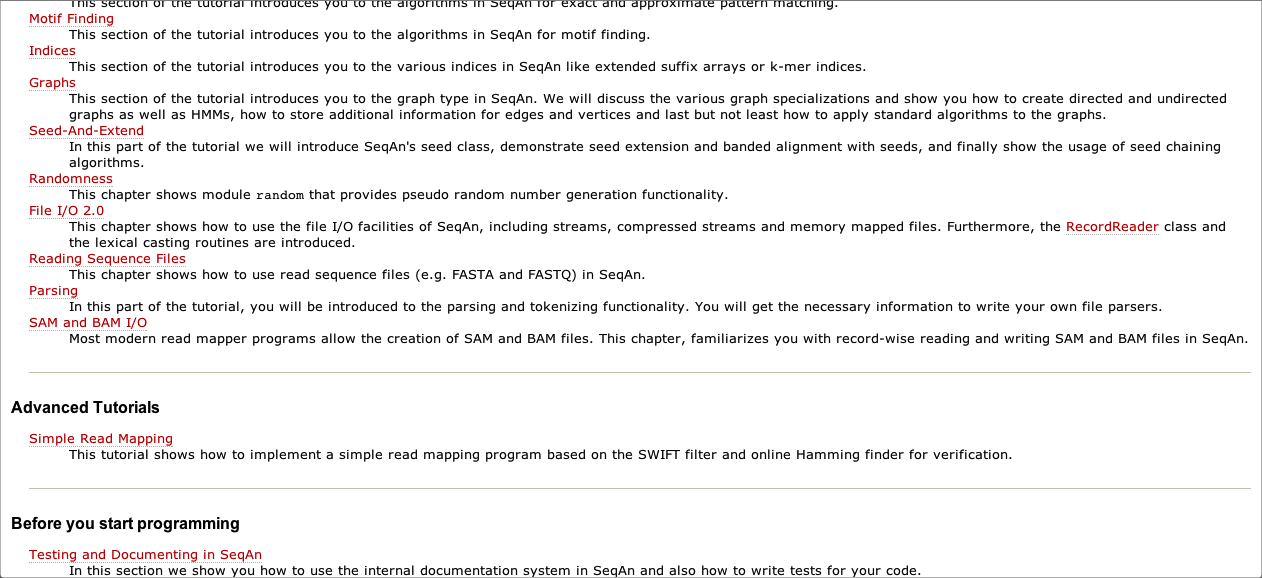 This section of the tutorial introduces you to the algorithms in SeqAn for exact and approximate pattern matching.
Motif Finding
This section of the tutorial introduces you to the algorithms in SeqAn for motif finding.
Indices
This section of the tutorial introduces you to the various indices in SeqAn like extended suffix arrays or k-mer indices.
Graphs
This section of the tutorial introduces you to the graph type in SeqAn. We will discuss the various graph specializations and show you how to create directed and undirected
graphs as well as HMMs, how to store additional information for edges and vertices and last but not least how to apply standard algorithms to the graphs.
Seed-And-Extend
In this part of the tutorial we will introduce SeqAn's seed class, demonstrate seed extension and banded alignment with seeds, and finally show the usage of seed chaining
algorithms.
Randomness
This chapter shows module random that provides pseudo random number generation functionality.
File I/O 2.0
This chapter shows how to use the file I/O facilities of SeqAn, including streams, compressed streams and memory mapped files. Furthermore, the RecordReader class and
the lexical casting routines are introduced.
Reading Sequence Files
This chapter shows how to use read sequence files (e.g. FASTA and FASTQ) in SeqAn.
Parsing
In this part of the tutorial, you will be introduced to the parsing and tokenizing functionality. You will get the necessary information to write your own file parsers.
SAM and BAM I/O
Most modern read mapper programs allow the creation of SAM and BAM files. This chapter, familiarizes you with record-wise reading and writing SAM and BAM files in SeqAn.
Advanced Tutorials
Simple Read Mapping
This tutorial shows how to implement a simple read mapping program based on the SWIFT filter and online Hamming finder for verification.
Before you start programming
Testing and Documenting in SeqAn
In this section we show you how to use the internal documentation system in SeqAn and also how to write tests for your code.